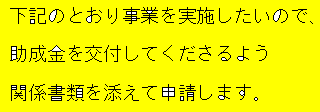 下記のとおり事業を実施したいので、
助成金を交付してくださるよう
関係書類を添えて申請します。